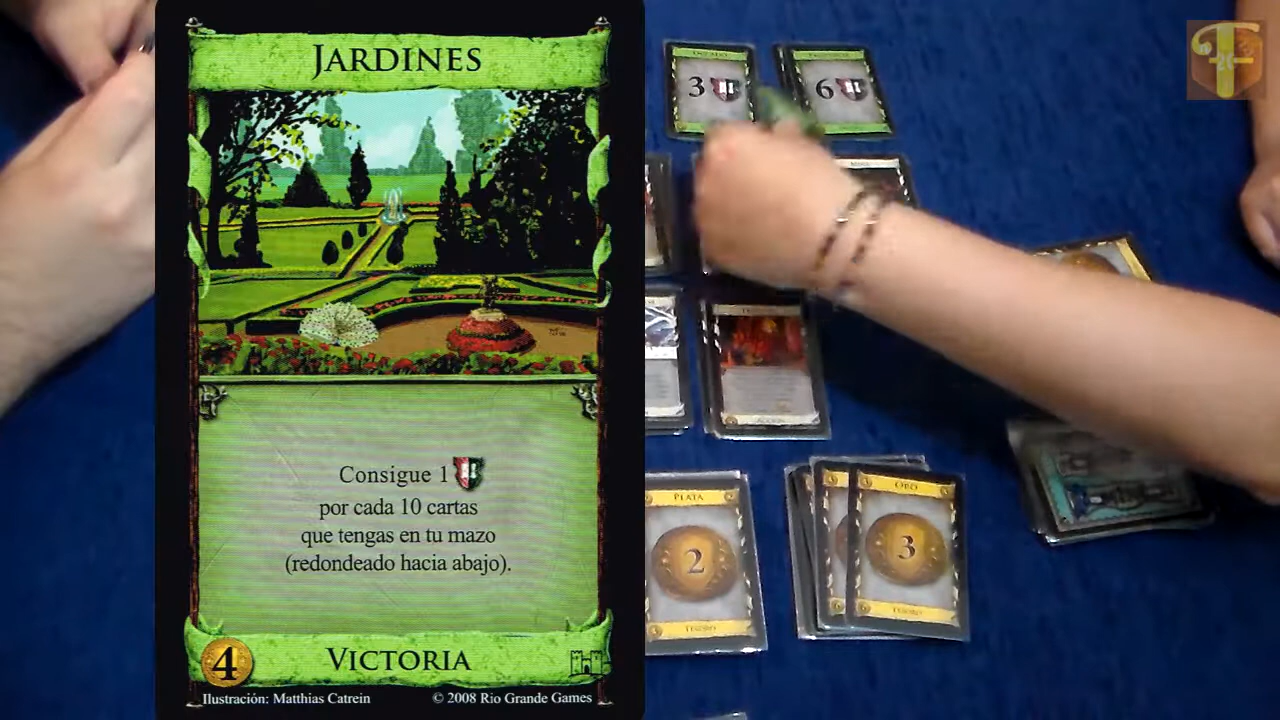 JARDINES
Consigue 1
por cada 10 cartas
que tengas en tu mazo
(redondeado hacia abajo).
4
VICTORIA
Ilustración: Matthias Catrein
© 2008 Rio Grande Games
3
6
PLATA
2
TESORO
ORO
3
TESORO